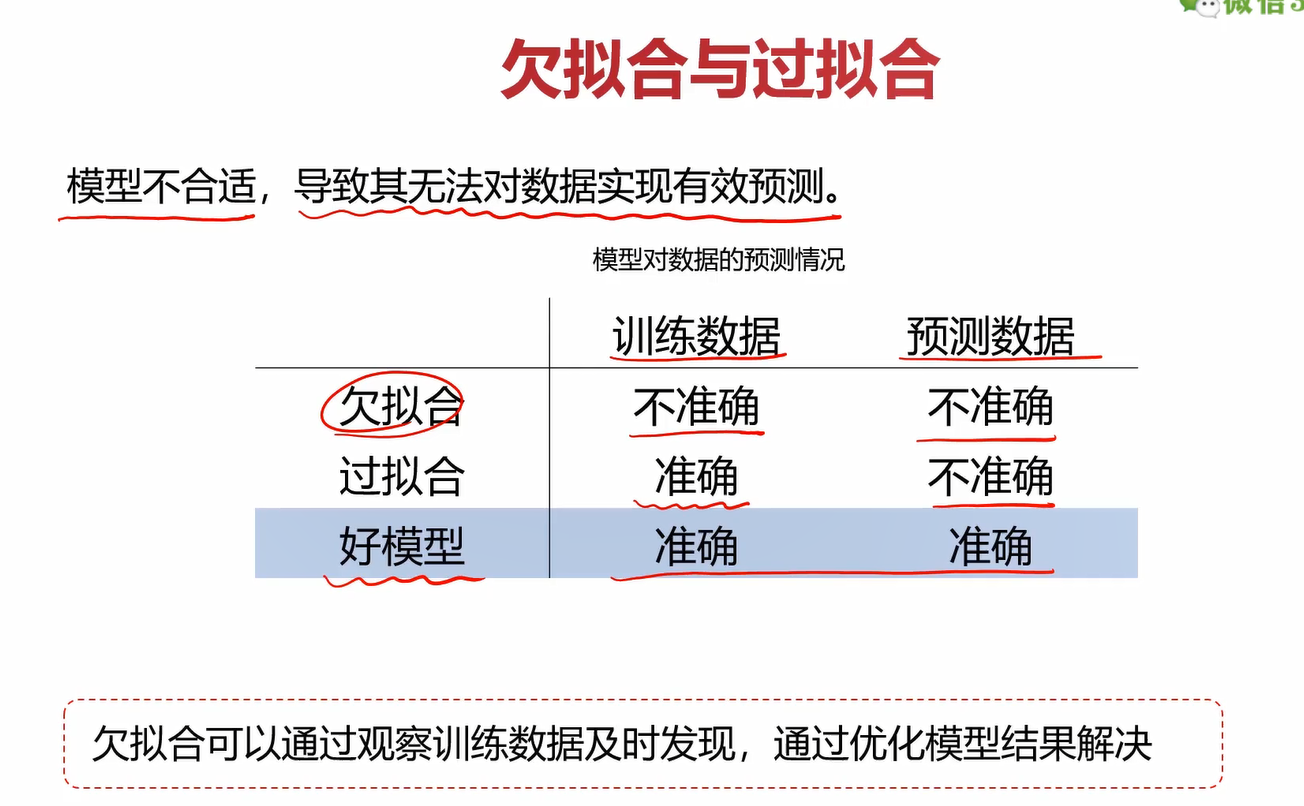 微信
欠拟合与过拟合
模型不合适，导致其无法对数据实现有效预测。
模型对数据的预测情况
训练数据 预测数据
欠拟合 不准确 不准确
过拟合 准确 不准确
好模型 准确 准确
欠拟合可以通过观察训练数据及时发现，通过优化模型结果解决